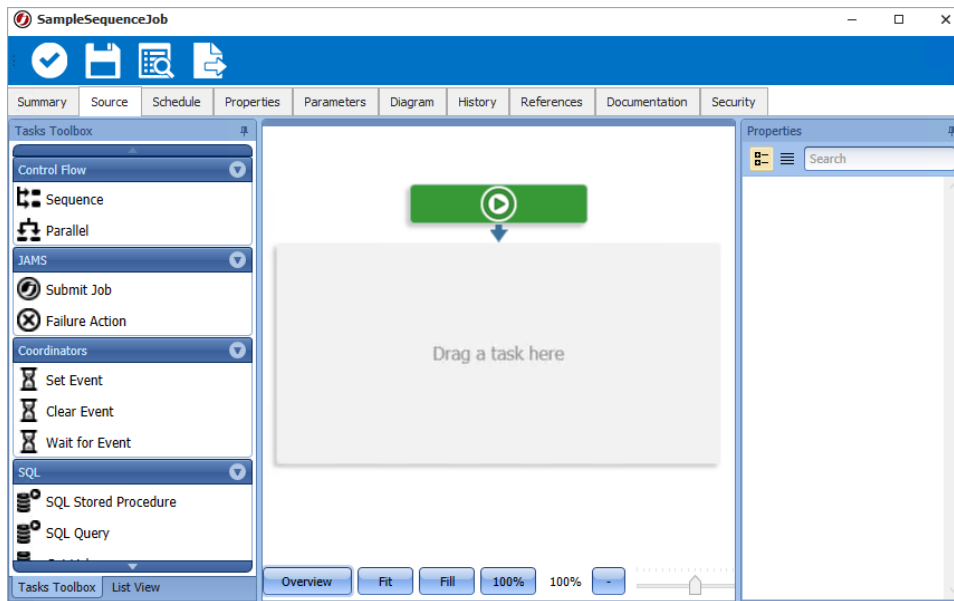 SampleSequenceJob
Summary Source Schedule Properties Parameters Diagram History References Documentation Security
Tasks Toolbox
Control Flow
Sequence
Parallel
JAMS
Submit Job
Failure Action
Coordinators
Set Event
Clear Event
Wait for Event
SQL
SQL Stored Procedure
SQL Query
Tasks Toolbox List View
Drag a task here
Overview Fit Fill 100% 100% -
Properties
Search